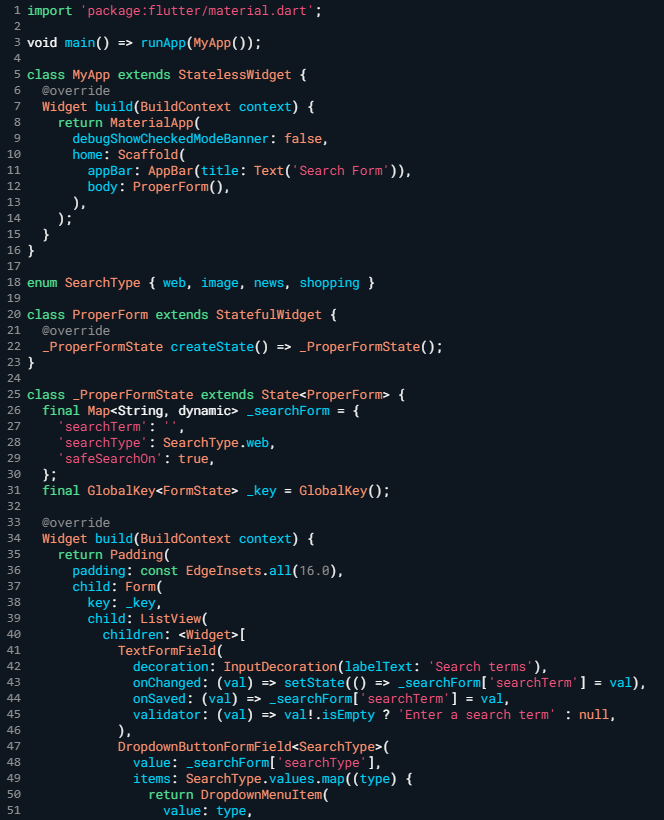 1 import 'package:flutter/material.dart';
2
3 void main() => runApp(MyApp());
4
5 class MyApp extends StatelessWidget {
6   @override
7   Widget build(BuildContext context) {
8     return MaterialApp(
9       debugShowCheckedModeBanner: false,
10       home: Scaffold(
11         appBar: AppBar(title: Text('Search Form')),
12         body: ProperForm(),
13       ),
14     );
15   }
16 }
17
18 enum SearchType { web, image, news, shopping }
19
20 class ProperForm extends StatefulWidget {
21   @override
22   _ProperFormState createState() => _ProperFormState();
23 }
24
25 class _ProperFormState extends State<ProperForm> {
26   final Map<String, dynamic> _searchForm = {
27     'searchTerm': '',
28     'searchType': SearchType.web,
29     'safeSearchOn': true,
30   };
31   final GlobalKey<FormState> _key = GlobalKey();
32
33   @override
34   Widget build(BuildContext context) {
35     return Padding(
36       padding: const EdgeInsets.all(16.0),
37       child: Form(
38         key: _key,
39         child: ListView(
40           children: <Widget>[
41             TextFormField(
42               decoration: InputDecoration(labelText: 'Search terms'),
43               onChanged: (val) => setState(() => _searchForm['searchTerm'] = val),
44               onSaved: (val) => _searchForm['searchTerm'] = val,
45               validator: (val) => val!.isEmpty ? 'Enter a search term' : null,
46             ),
47             DropdownButtonFormField<SearchType>(
48               value: _searchForm['searchType'],
49               items: SearchType.values.map((type) {
50                 return DropdownMenuItem(
51                   value: type,